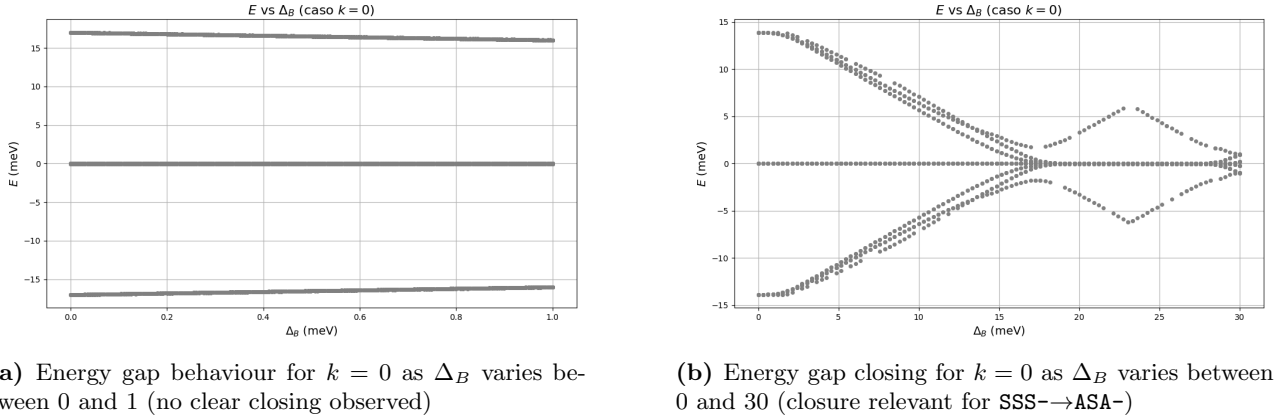 E vs Δ_B (caso k = 0)
15
10
5
0
−5
−10
−15
E (meV)
0.0 0.2 0.4 0.6 0.8 1.0
Δ_B (meV)
E vs Δ_B (caso k = 0)
15
10
5
0
−5
−10
−15
E (meV)
0 5 10 15 20 25 30
Δ_B (meV)
a) Energy gap behaviour for k = 0 as Δ_B varies be-
ween 0 and 1 (no clear closing observed)
(b) Energy gap closing for k = 0 as Δ_B varies between
0 and 30 (closure relevant for SSS-→ASA-)